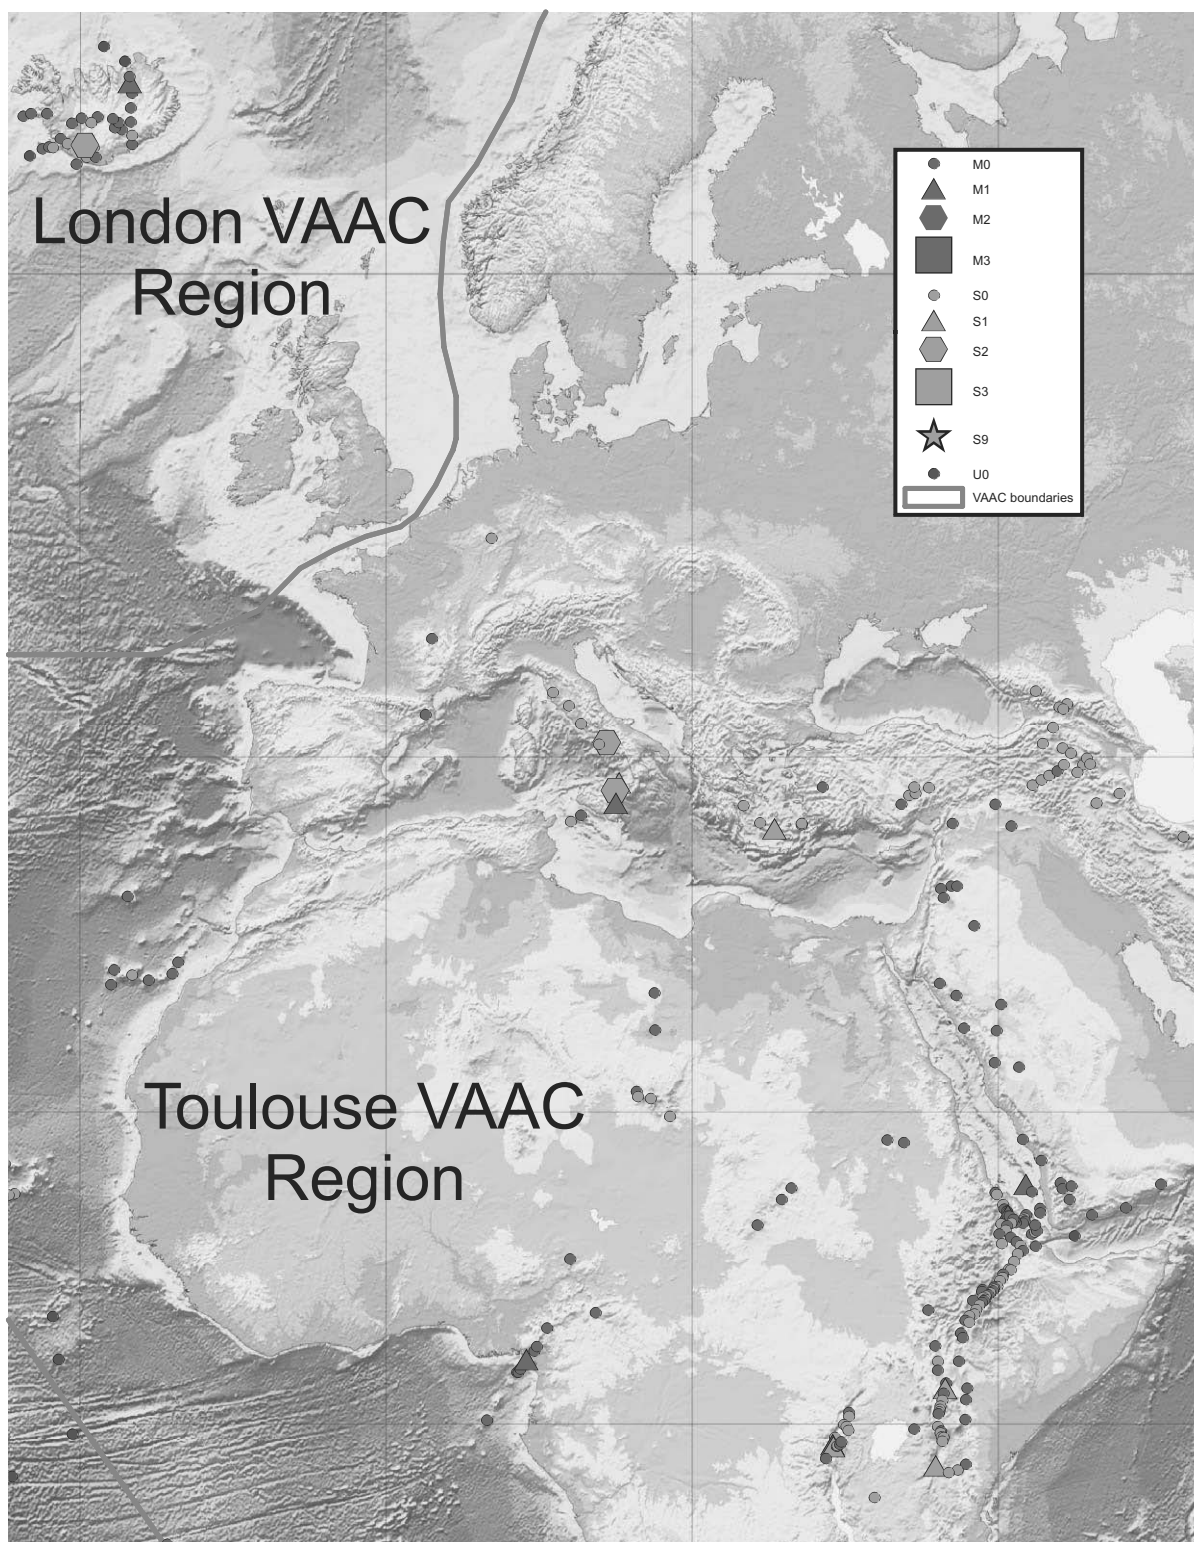 London VAAC
Region
M0
M1
M2
M3
S0
S1
S2
S3
S9
U0
VAAC boundaries
Toulouse VAAC
Region